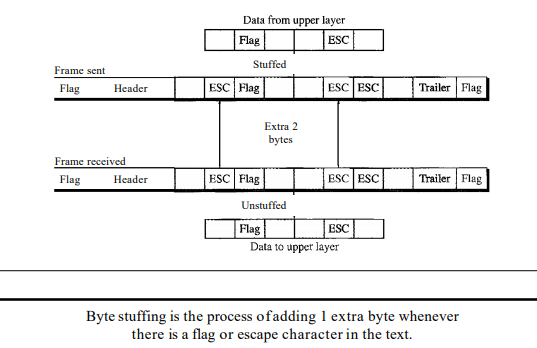 Data from upper layer
Flag ESC
Stuffed
Frame sent
Flag Header ESC Flag ESC ESC Trailer Flag
Extra 2
bytes
Frame received
Flag Header ESC Flag ESC ESC Trailer Flag
Unstuffed
Flag ESC
Data to upper layer
Byte stuffing is the process of adding 1 extra byte whenever
there is a flag or escape character in the text.